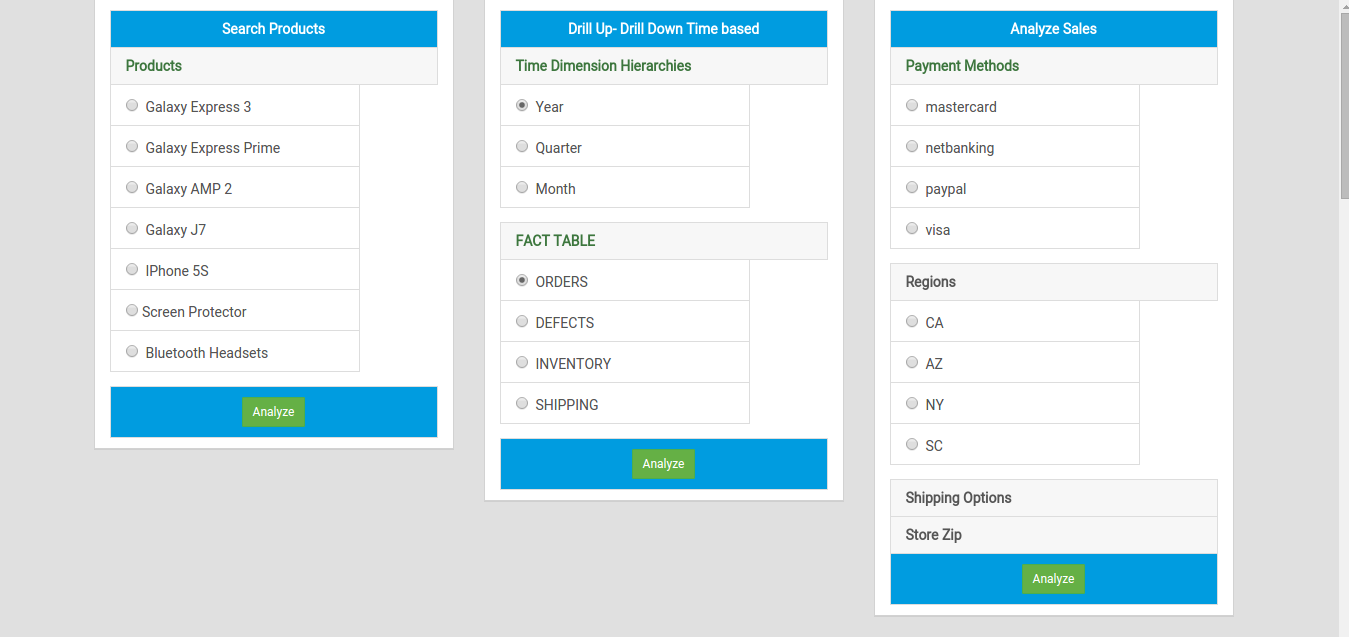 Search Products
Products
Galaxy Express 3
Galaxy Express Prime
Galaxy AMP 2
Galaxy J7
IPhone 5S
Screen Protector
Bluetooth Headsets
Analyze
Drill Up- Drill Down Time based
Time Dimension Hierarchies
Year
Quarter
Month
FACT TABLE
ORDERS
DEFECTS
INVENTORY
SHIPPING
Analyze
Analyze Sales
Payment Methods
mastercard
netbanking
paypal
visa
Regions
CA
AZ
NY
SC
Shipping Options
Store Zip
Analyze